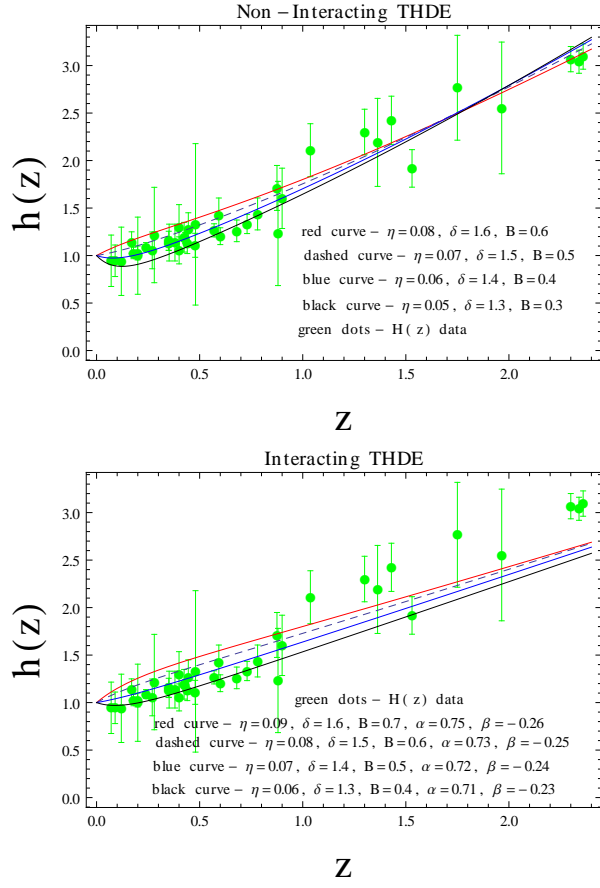 Non-Interacting THDE
3.0
2.5
2.0
1.5
1.0
0.5
0.0
h(z)
red curve- η=0.08, δ=1.6, B=0.6
dashed curve- η=0.07, δ=1.5, B=0.5
blue curve- η=0.06, δ=1.4, B=0.4
black curve- η=0.05, δ=1.3, B=0.3
green dots- H(z) data
0.0 0.5 1.0 1.5 2.0
z
Interacting THDE
3.0
2.5
2.0
1.5
1.0
0.5
0.0
h(z)
green dots- H(z) data
red curve- η=0.09, δ=1.6, B=0.7, α=0.75, β=-0.26
dashed curve- η=0.08, δ=1.5, B=0.6, α=0.73, β=-0.25
blue curve- η=0.07, δ=1.4, B=0.5, α=0.72, β=-0.24
black curve- η=0.06, δ=1.3, B=0.4, α=0.71, β=-0.23
0.0 0.5 1.0 1.5 2.0
z